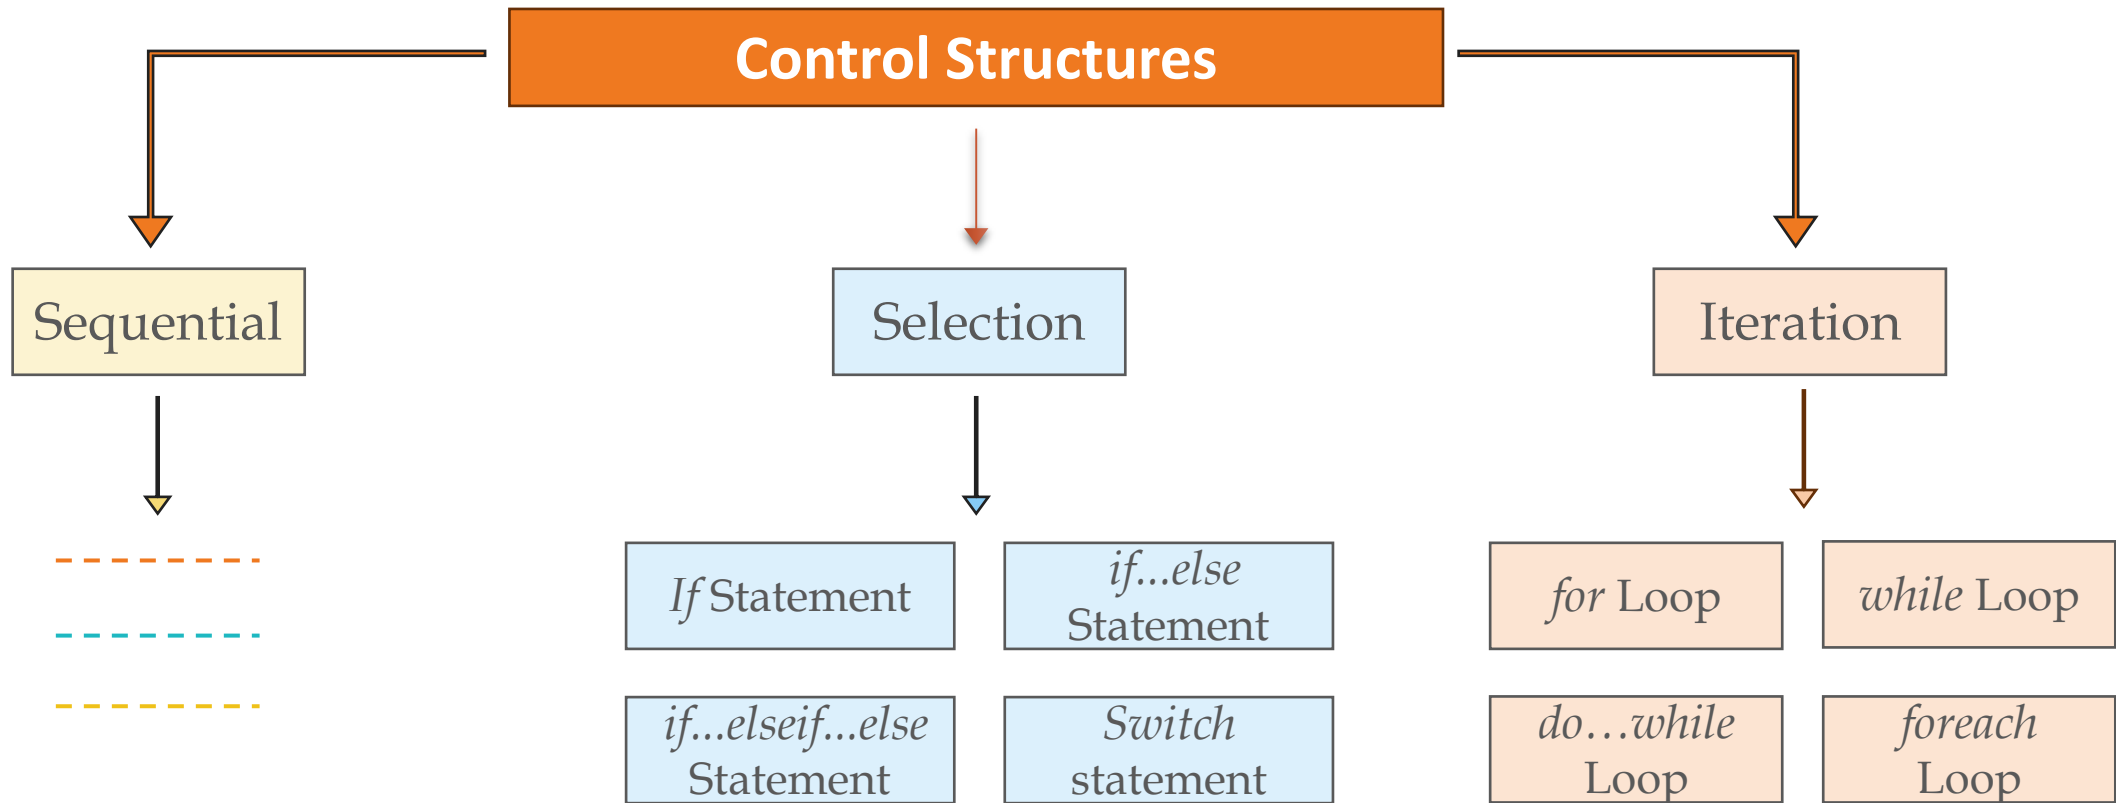 Control Structures
Sequential
Selection
Iteration
If Statement
if...else
Statement
if...elseif...else
Statement
Switch
statement
for Loop
while Loop
do…while
Loop
foreach
Loop